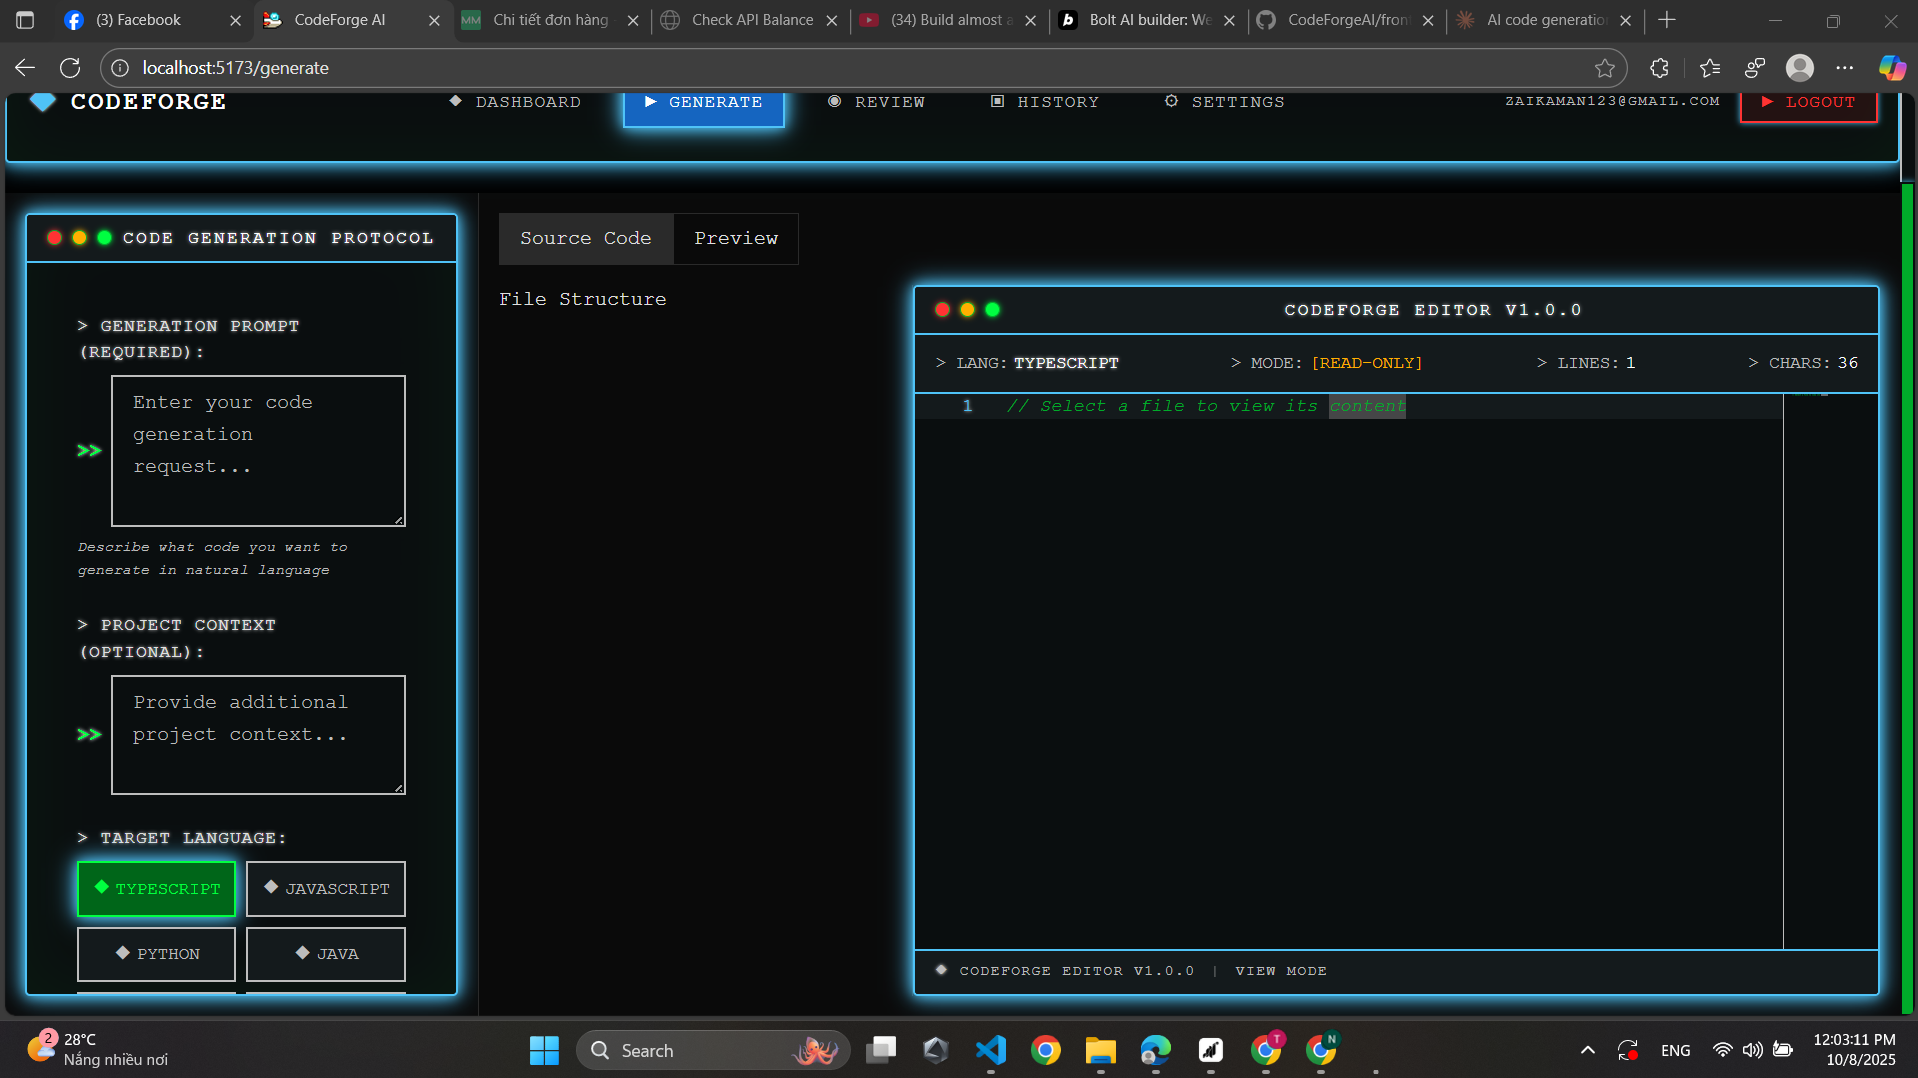 (3) Facebook
CodeForge AI
Chi tiết đơn hàng
Check API Balance
(34) Build almost a
Bolt AI builder: We
CodeForgeAI/fron
AI code generatio
localhost:5173/generate
CODEFORGE
DASHBOARD
GENERATE
REVIEW
HISTORY
SETTINGS
ZAIKAMAN123@GMAIL.COM
LOGOUT
CODE GENERATION PROTOCOL
> GENERATION PROMPT
(REQUIRED):
>>
Enter your code
generation
request...
Describe what code you want to
generate in natural language
> PROJECT CONTEXT
(OPTIONAL):
>>
Provide additional
project context...
> TARGET LANGUAGE:
TYPESCRIPT
JAVASCRIPT
PYTHON
JAVA
Source Code
Preview
File Structure
CODEFORGE EDITOR V1.0.0
> LANG: TYPESCRIPT
> MODE: [READ-ONLY]
> LINES: 1
> CHARS: 36
1 // Select a file to view its content
CODEFORGE EDITOR V1.0.0 | VIEW MODE
2
28°C
Nắng nhiều nơi
Search
T
N
ENG
12:03:11 PM
10/8/2025